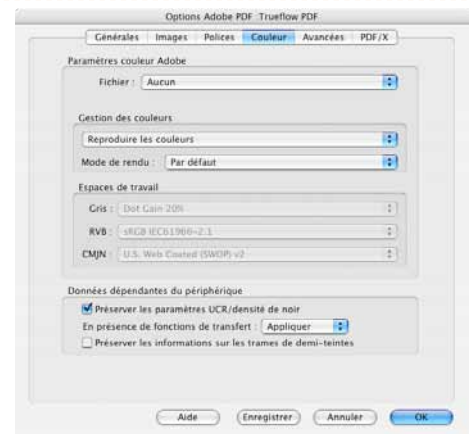 Options Adobe PDF :Trueflow PDF
Générales Images Polices Couleur Avancées PDF/X
Paramètres couleur Adobe
Fichier : Aucun
Gestion des couleurs
Reproduire les couleurs
Mode de rendu : Par défaut
Espaces de travail
Gris : Dot Gain 20%
RVB : sRGB IEC61966-2.1
CMJN : U.S. Web Coated (SWOP) v2
Données dépendantes du périphérique
Préserver les paramètres UCR/densité de noir
En présence de fonctions de transfert : Appliquer
Préserver les informations sur les trames de demi-teintes
Aide Enregistrer Annuler OK